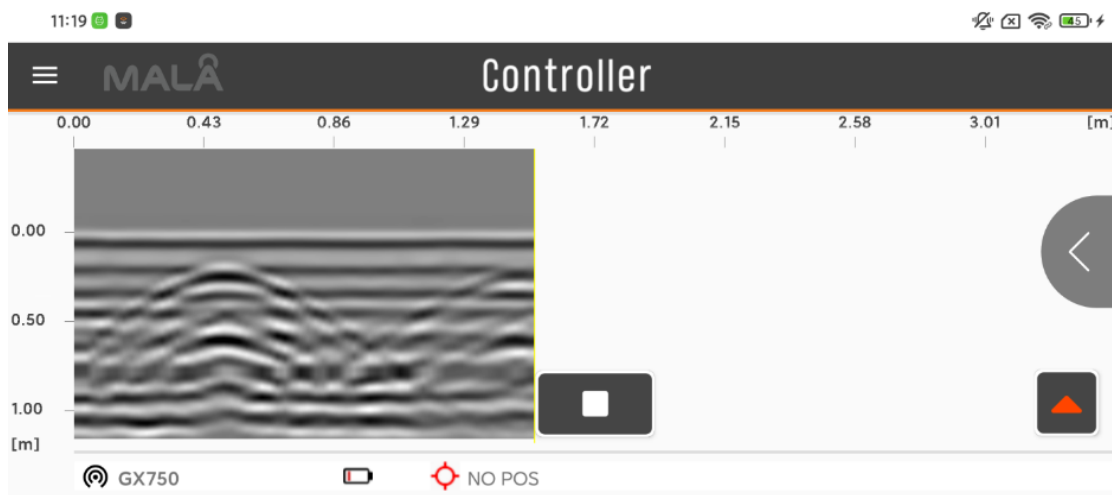 11:19 45
MALÅ Controller
0.00 0.43 0.86 1.29 1.72 2.15 2.58 3.01 [m]
0.00
0.50
1.00
[m]
GX750 NO POS